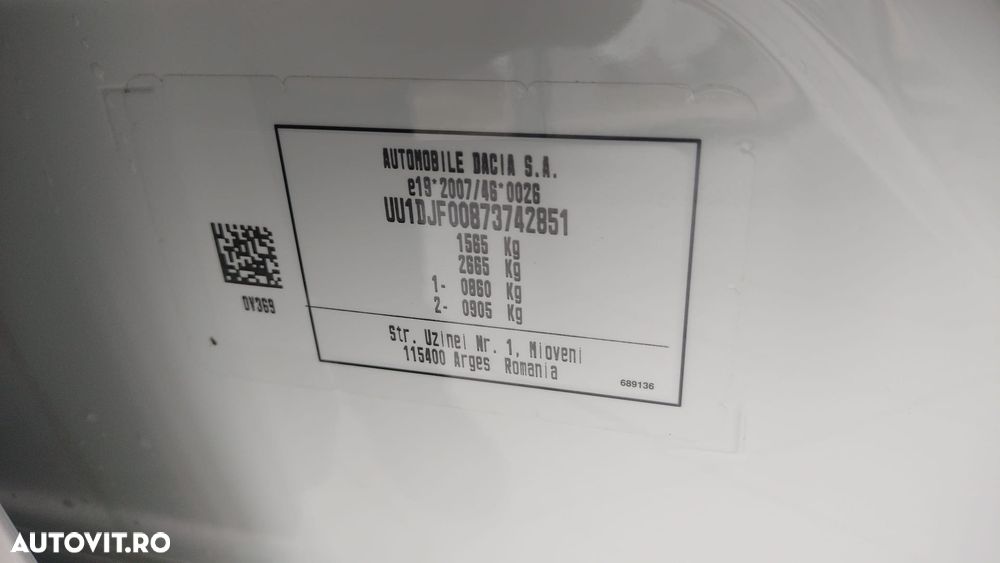 AUTOMOBILE DACIA S.A.
e19*2007/46*0026
UU1DJF00873742851
1565 Kg
2665 Kg
1- 0860 Kg
2- 0905 Kg
DV369
Str. Uzinei Nr. 1, Mioveni
115400 Arges Romania
689136
AUTOVIT.RO